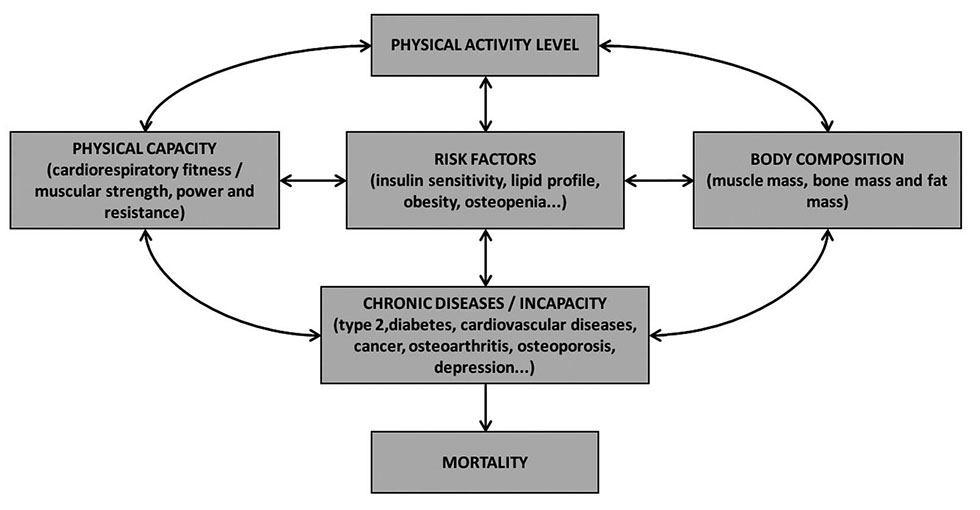 PHYSICAL ACTIVITY LEVEL
PHYSICAL CAPACITY
(cardiorespiratory fitness /
muscular strength, power and
resistance)
RISK FACTORS
(insulin sensitivity, lipid profile,
obesity, osteopenia...)
BODY COMPOSITION
(muscle mass, bone mass and fat
mass)
CHRONIC DISEASES / INCAPACITY
(type 2,diabetes, cardiovascular diseases,
cancer, osteoarthritis, osteoporosis,
depression...)
MORTALITY